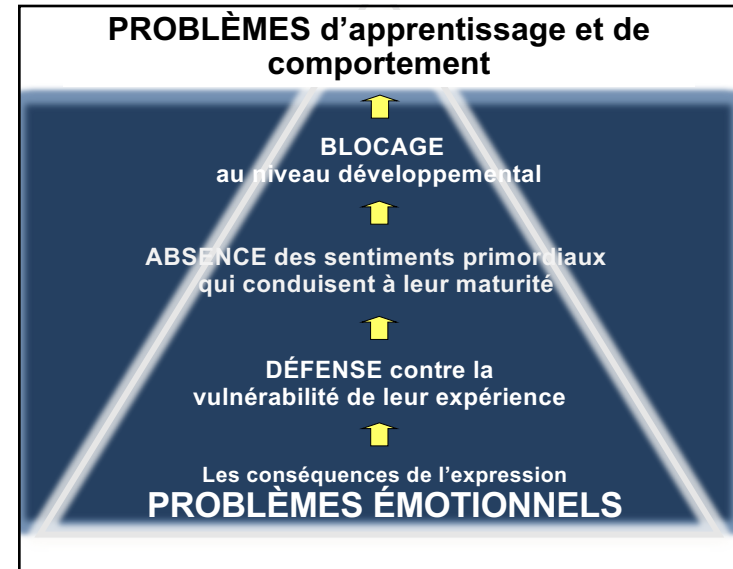 PROBLÈMES d’apprentissage et de
comportement
BLOCAGE
au niveau développemental
ABSENCE des sentiments primordiaux
qui conduisent à leur maturité
DÉFENSE contre la
vulnérabilité de leur expérience
Les conséquences de l’expression
PROBLÈMES ÉMOTIONNELS